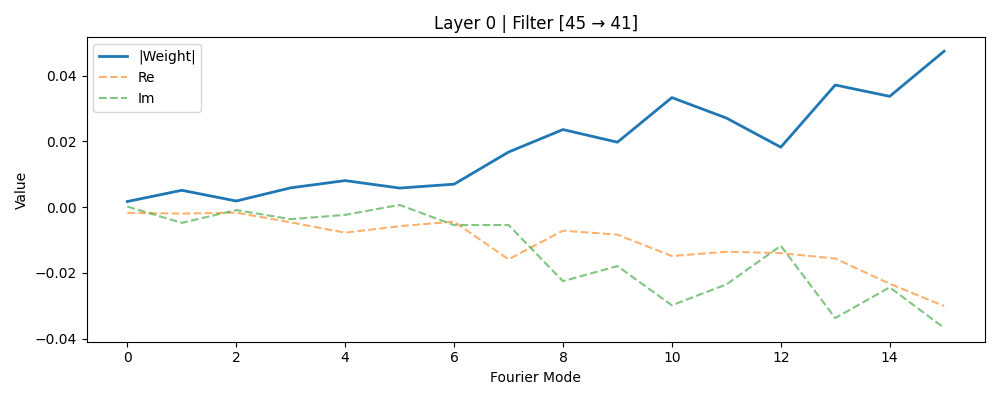 Layer 0 | Filter [45 → 41]
|Weight|
Re
Im
0.04
0.02
0.00
−0.02
−0.04
Value
0 2 4 6 8 10 12 14
Fourier Mode